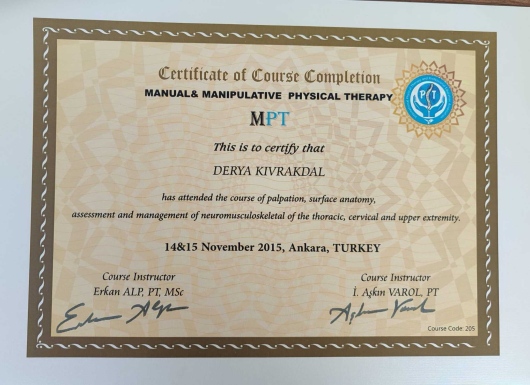 Certificate of Course Completion
MANUAL& MANIPULATIVE PHYSICAL THERAPY
MPT
PT
This is to certify that
DERYA KIVRAKDAL
has attended the course of palpation, surface anatomy,
assessment and management of neuromusculoskeletal of the thoracic, cervical and upper extremity.
14&15 November 2015, Ankara, TURKEY
Course Instructor
Erkan ALP, PT, MSc
Course Instructor
İ. Aşkın VAROL, PT
Course Code: 205